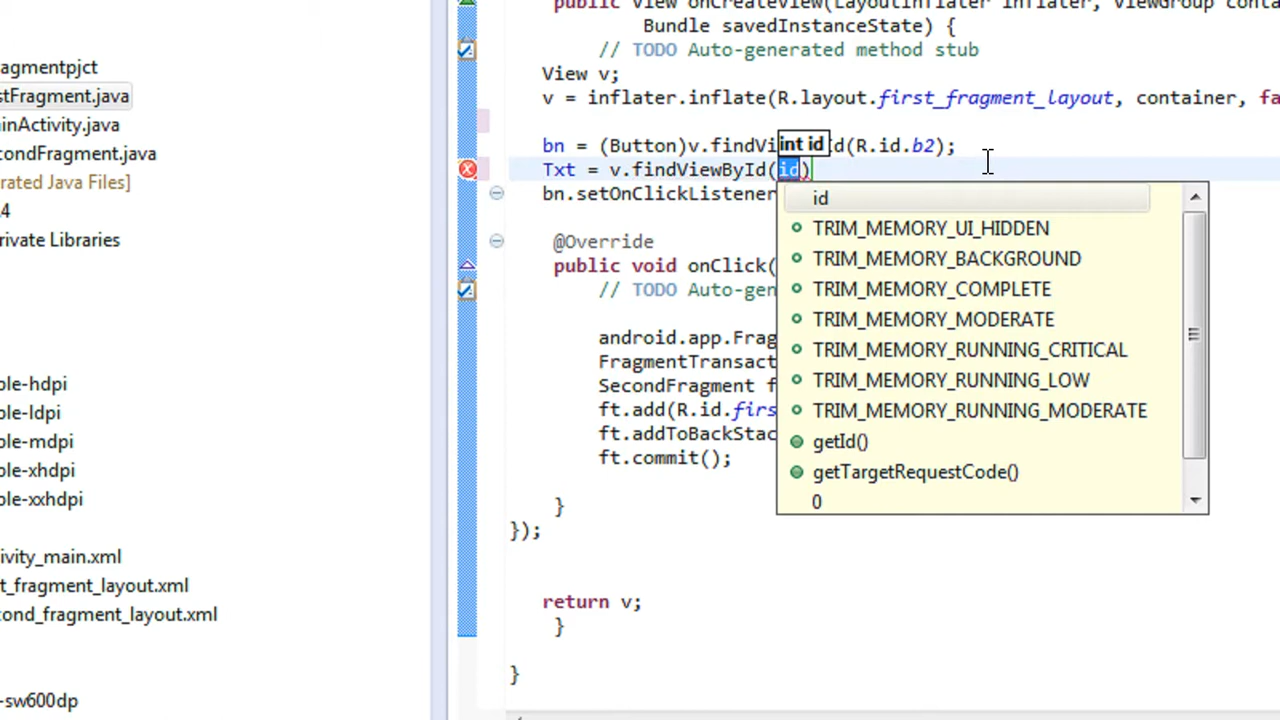 public View onCreateView(LayoutInflater inflater, ViewGroup conta
Bundle savedInstanceState) {
// TODO Auto-generated method stub
View v;
v = inflater.inflate(R.layout.first_fragment_layout, container, fa
bn = (Button)v.findVi
int id
d(R.id.b2);
Txt = v.findViewById(id)
bn.setOnClickListener
@Override
public void onClick(
// TODO Auto-gen
android.app.Frag
FragmentTransact
SecondFragment f
ft.add(R.id.firs
ft.addToBackStac
ft.commit();
}
});
return v;
}
}
id
TRIM_MEMORY_UI_HIDDEN
TRIM_MEMORY_BACKGROUND
TRIM_MEMORY_COMPLETE
TRIM_MEMORY_MODERATE
TRIM_MEMORY_RUNNING_CRITICAL
TRIM_MEMORY_RUNNING_LOW
TRIM_MEMORY_RUNNING_MODERATE
getId()
getTargetRequestCode()
0
agmentpjct
stFragment.java
ainActivity.java
condFragment.java
rated Java Files]
4
rivate Libraries
ble-hdpi
ble-ldpi
ble-mdpi
ble-xhdpi
ble-xxhdpi
ivity_main.xml
t_fragment_layout.xml
cond_fragment_layout.xml
-sw600dp